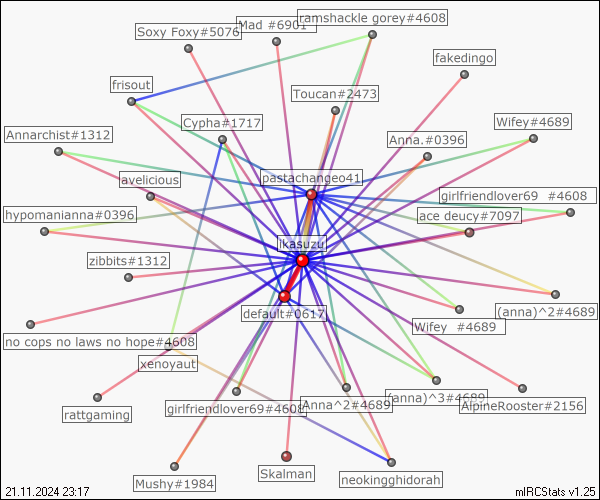 ramshackle gorey#4608
Mad #6901
Soxy Foxy#5076
fakedingo
frisout
Toucan#2473
Cypha#1717
Wifey#4689
Annarchist#1312
Anna.#0396
pastachangeo41
avelicious
girlfriendlover69 #4608
hypomanianna#0396
ace deucy#7097
ikasuzu
zibbits#1312
default#0617
(anna)^2#4689
Wifey #4689
no cops no laws no hope#4608
xenoyaut
(anna)^3#4689
girlfriendlover69#4608
Anna^2#4689
AlpineRooster#2156
rattgaming
Skalman
neokingghidorah
Mushy#1984
21.11.2024 23:17
mIRCStats v1.25